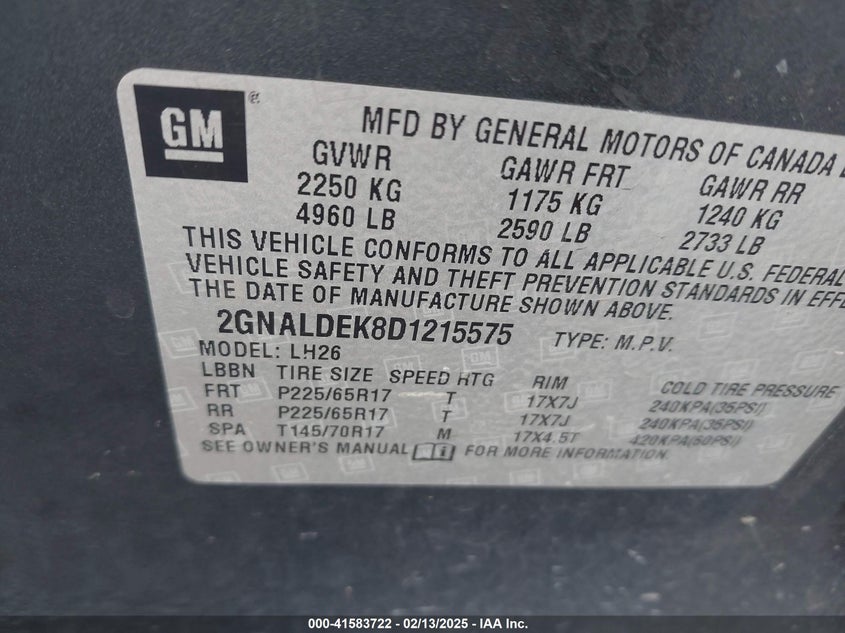 GM®
MFD BY GENERAL MOTORS OF CANADA
GVWR GAWR FRT GAWR RR
2250 KG 1175 KG 1240 KG
4960 LB 2590 LB 2733 LB
THIS VEHICLE CONFORMS TO ALL APPLICABLE U.S. FEDERAL
VEHICLE SAFETY AND THEFT PREVENTION STANDARDS IN EFFE
THE DATE OF MANUFACTURE SHOWN ABOVE.
2GNALDEK8D1215575 TYPE: M.P.V.
MODEL: LH26
LBBN TIRE SIZE SPEED HTG RIM COLD TIRE PRESSURE
FRT P225/65R17 T 17X7J 240KPA(35PSI)
RR P225/65R17 T 17X7J 240KPA(35PSI)
SPA T145/70R17 M 17X4.5T 420KPA(60PSI)
SEE OWNER'S MANUAL FOR MORE INFORMATION.
000-41583722 - 02/13/2025 - IAA Inc.